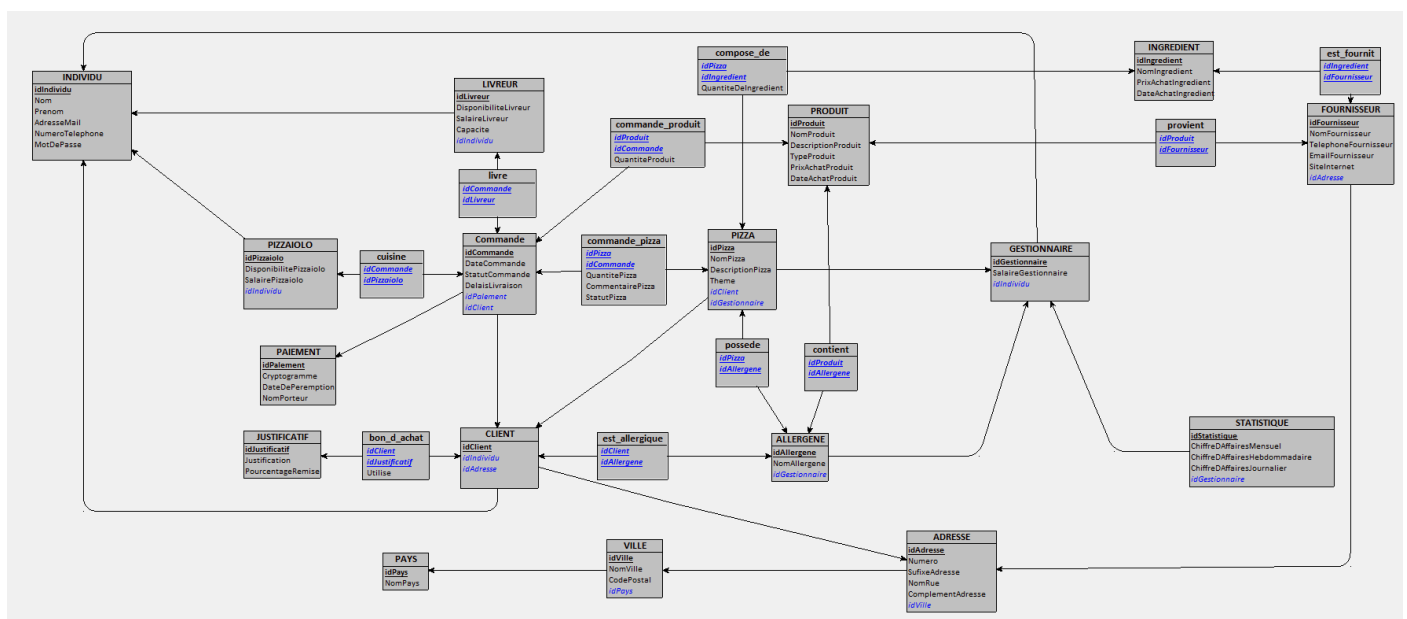 INDIVIDU
idIndividu
Nom
Prenom
AdresseMail
NumeroTelephone
MotDePasse
LIVREUR
idLivreur
DisponibiliteLivreur
SalaireLivreur
Capacite
idIndividu
compose_de
idPizza
idIngredient
QuantiteDeIngredient
INGREDIENT
idIngredient
NomIngredient
PrixAchatIngredient
DateAchatIngredient
est_fournit
idIngredient
idFournisseur
commande_produit
idProduit
idCommande
QuantiteProduit
PRODUIT
idProduit
NomProduit
DescriptionProduit
TypeProduit
PrixAchatProduit
DateAchatProduit
provient
idProduit
idFournisseur
FOURNISSEUR
idFournisseur
NomFournisseur
TelephoneFournisseur
EmailFournisseur
SiteInternet
idAdresse
livre
idCommande
idLivreur
PIZZAIOLO
idPizzaiolo
DisponibilitePizzaiolo
SalairePizzaiolo
idIndividu
cuisine
idCommande
idPizzaiolo
Commande
idCommande
DateCommande
StatutCommande
DelaisLivraison
idPaiement
idClient
commande_pizza
idPizza
idCommande
QuantitePizza
CommentairePizza
StatutPizza
PIZZA
idPizza
NomPizza
DescriptionPizza
Theme
idClient
idGestionnaire
GESTIONNAIRE
idGestionnaire
SalaireGestionnaire
idIndividu
PAIEMENT
idPaiement
Cryptogramme
DateDePeremption
NomPorteur
possede
idPizza
idAllergene
contient
idProduit
idAllergene
JUSTIFICATIF
idJustificatif
Justification
PourcentageRemise
bon_d_achat
idClient
idJustificatif
Utilise
CLIENT
idClient
idIndividu
idAdresse
est_allergique
idClient
idAllergene
ALLERGENE
idAllergene
NomAllergene
idGestionnaire
STATISTIQUE
idStatistique
ChiffreDAffairesMensuel
ChiffreDAffairesHebdommadaire
ChiffreDAffairesJournalier
idGestionnaire
PAYS
idPays
NomPays
VILLE
idVille
NomVille
CodePostal
idPays
ADRESSE
idAdresse
Numero
SufixeAdresse
NomRue
ComplementAdresse
idVille